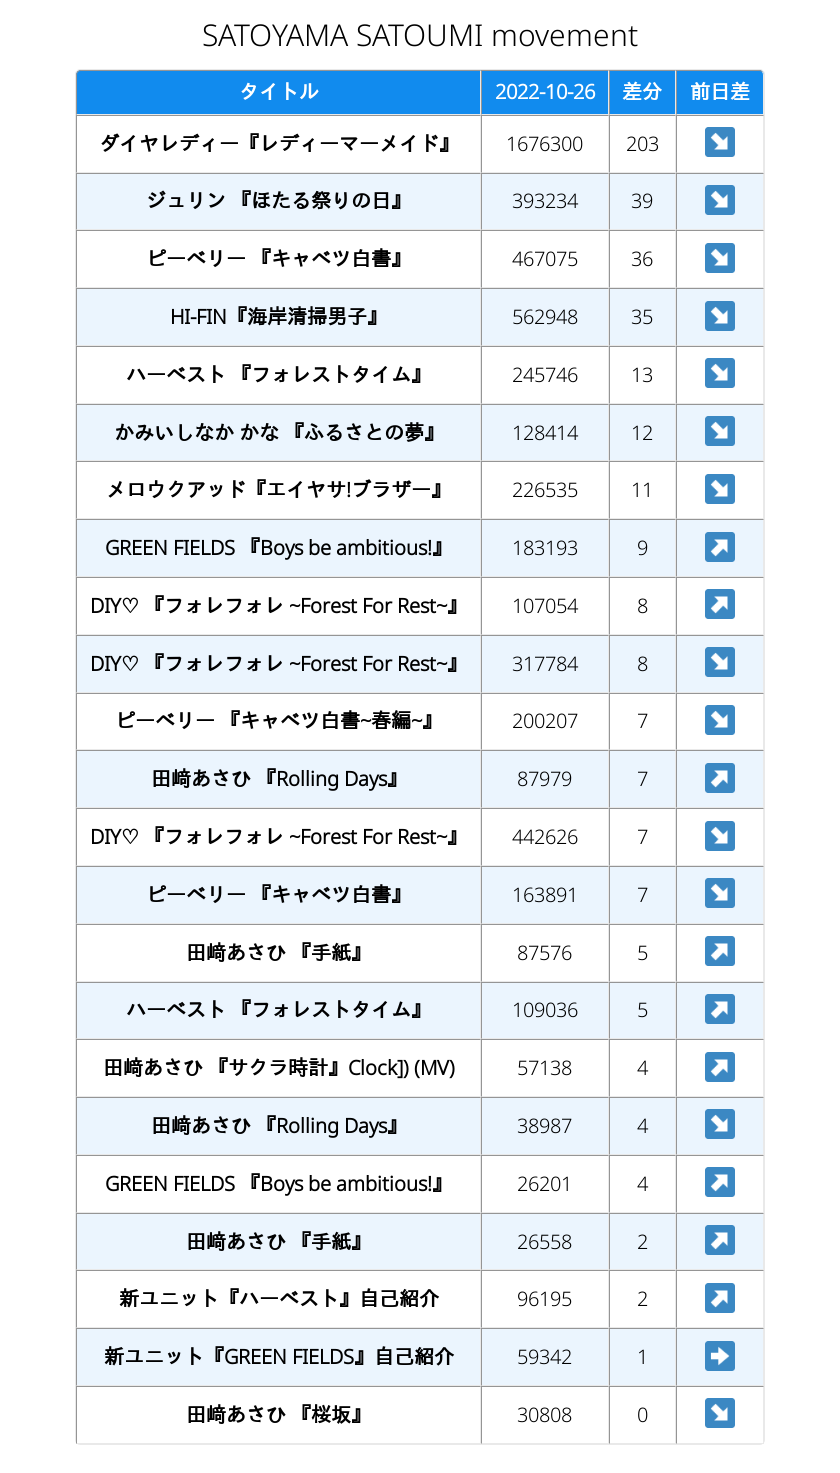 SATOYAMA SATOUMI movement
タイトル 2022-10-26 差分 前日差
ダイヤレディー『レディーマーメイド』 1676300 203 ↘
ジュリン 『ほたる祭りの日』 393234 39 ↘
ピーベリー 『キャベツ白書』 467075 36 ↘
HI-FIN『海岸清掃男子』 562948 35 ↘
ハーベスト 『フォレストタイム』 245746 13 ↘
かみいしなか かな 『ふるさとの夢』 128414 12 ↘
メロウクアッド『エイヤサ!ブラザー』 226535 11 ↘
GREEN FIELDS 『Boys be ambitious!』 183193 9 ↗
DIY♡ 『フォレフォレ ~Forest For Rest~』 107054 8 ↗
DIY♡ 『フォレフォレ ~Forest For Rest~』 317784 8 ↘
ピーベリー 『キャベツ白書~春編~』 200207 7 ↘
田﨑あさひ 『Rolling Days』 87979 7 ↗
DIY♡ 『フォレフォレ ~Forest For Rest~』 442626 7 ↘
ピーベリー 『キャベツ白書』 163891 7 ↘
田﨑あさひ 『手紙』 87576 5 ↗
ハーベスト 『フォレストタイム』 109036 5 ↗
田﨑あさひ 『サクラ時計』Clock]) (MV) 57138 4 ↗
田﨑あさひ 『Rolling Days』 38987 4 ↘
GREEN FIELDS 『Boys be ambitious!』 26201 4 ↗
田﨑あさひ 『手紙』 26558 2 ↗
新ユニット『ハーベスト』自己紹介 96195 2 ↗
新ユニット『GREEN FIELDS』自己紹介 59342 1 ➡
田﨑あさひ 『桜坂』 30808 0 ↘